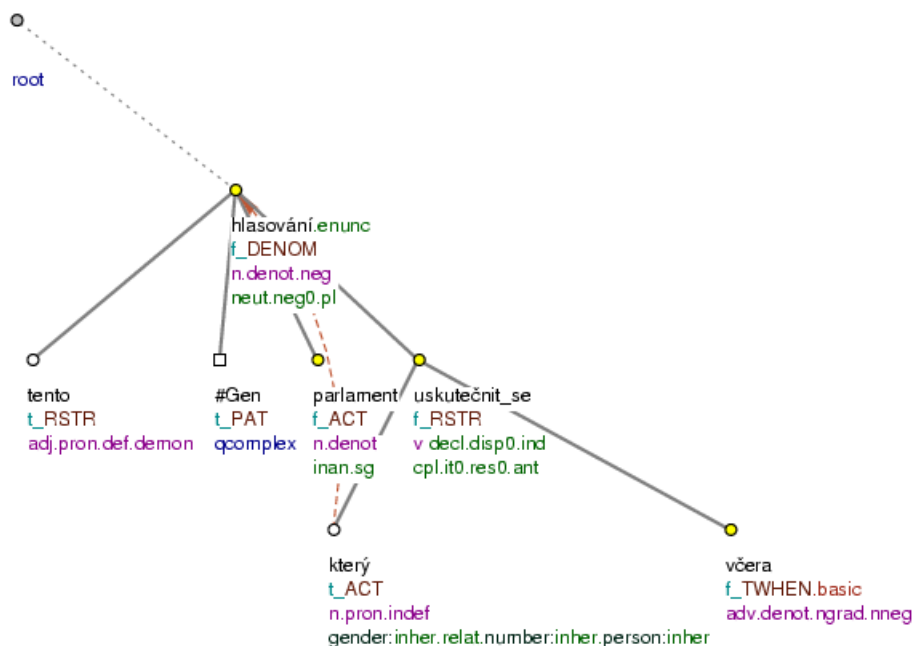 root
hlasování.enunc
f_DENOM
n.denot.neg
neut.neg0.pl
tento
t_RSTR
adj.pron.def.demon
#Gen
t_PAT
qcomplex
parlament
f_ACT
n.denot
inan.sg
uskutečnit_se
f_RSTR
v decl.disp0.ind
cpl.it0.res0.ant
který
t_ACT
n.pron.indef
gender:inher.relat.number:inher.person:inher
včera
f_TWHEN.basic
adv.denot.ngrad.nneg